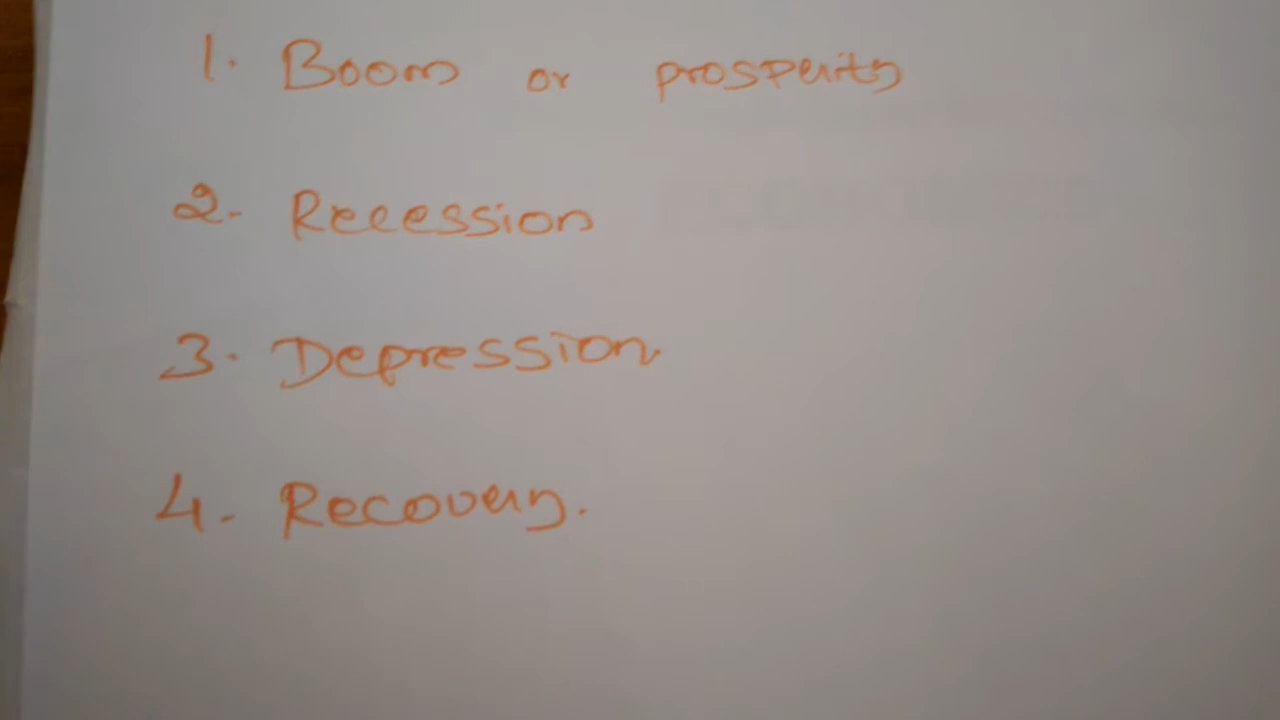 1. Boom or prosperity
2. Recession
3. Depression.
4. Recovery.